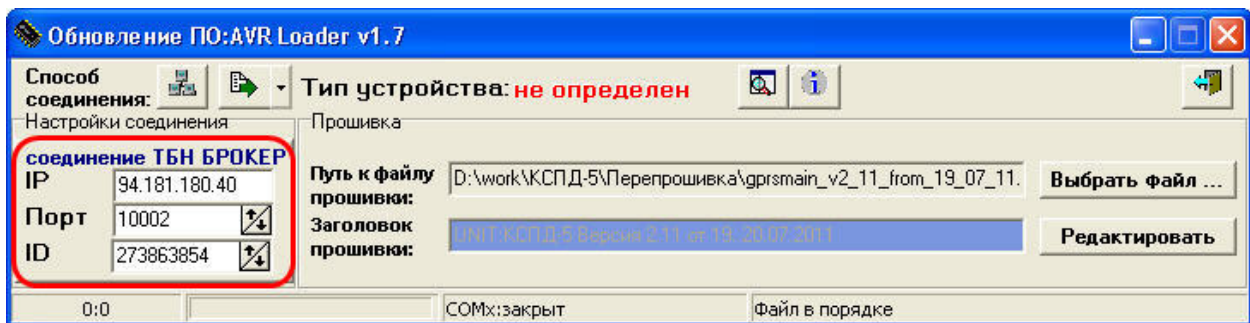 Обновление ПО:AVR Loader v1.7
Способ соединения:
Тип устройства: не определен
Настройки соединения
соединение ТБН БРОКЕР
IP 94.181.180.40
Порт 10002
ID 273863854
Прошивка
Путь к файлу прошивки: D:\work\КСПД-5\Перепрошивка\gprsmain_v2_11_from_19_07_11.
Выбрать файл ...
Заголовок прошивки: UNIT:КСПД-5 Версия 2.11 от 19..20.07.2011
Редактировать
0:0
COMx:закрыт
Файл в порядке